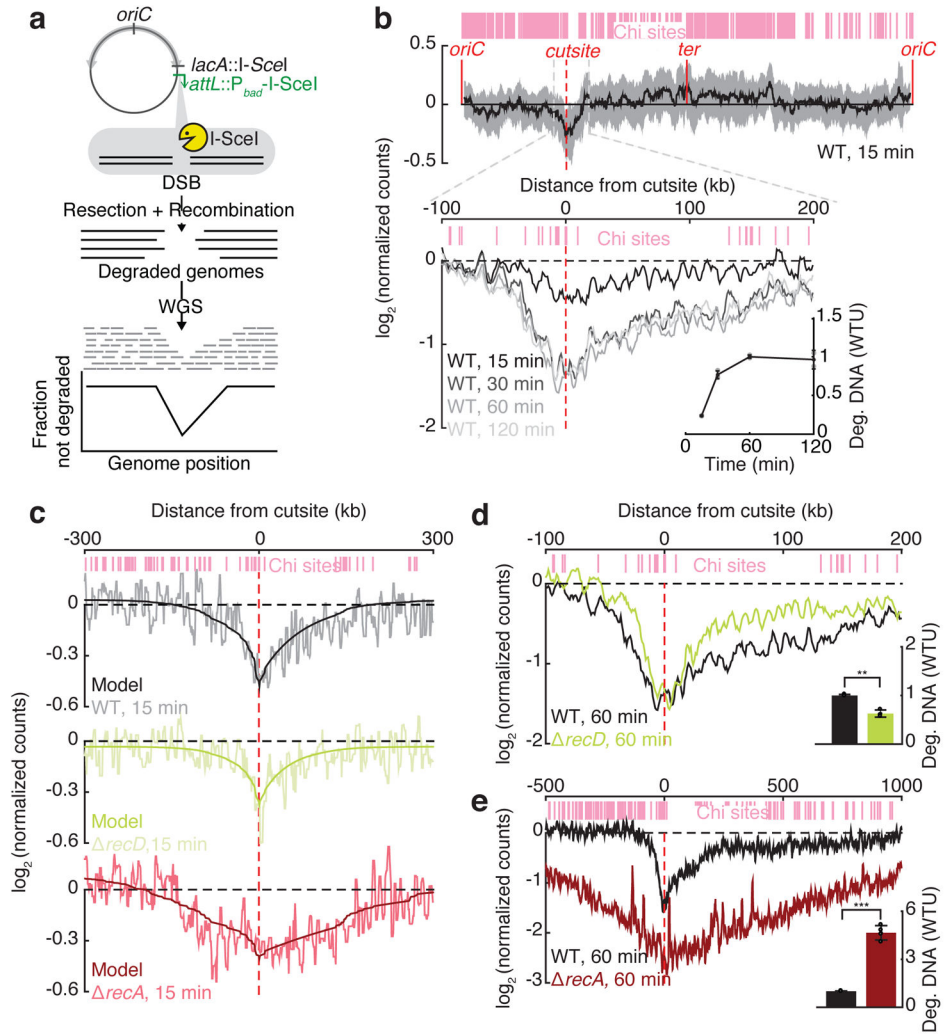 a
oriC
lacA::I-SceI
attL::Pbad-I-SceI
I-SceI
DSB
Resection + Recombination
Degraded genomes
WGS
Fraction not degraded
Genome position
b
Chi sites
oriC
cutsite
ter
oriC
0.5
0
-0.5
WT, 15 min
log2 (normalized counts)
Distance from cutsite (kb)
-100 0 100 200
Chi sites
0
-1
-2
WT, 15 min
WT, 30 min
WT, 60 min
WT, 120 min
1.5
1
0.5
0
Deg. DNA (WTU)
0 60 120
Time (min)
c
Distance from cutsite (kb)
-300 0 300
Chi sites
log2 (normalized counts)
0
-0.3
-0.6
Model
WT, 15 min
0
-0.3
-0.6
Model
ΔrecD,15 min
0
-0.3
-0.6
Model
ΔrecA, 15 min
d
Distance from cutsite (kb)
-100 0 100 200
Chi sites
log2 (normalized counts)
0
-1
-2
WT, 60 min
ΔrecD, 60 min
**
2
1
0
Deg. DNA (WTU)
e
-500 0 500 1000
Chi sites
log2 (normalized counts)
0
-1
-2
-3
WT, 60 min
ΔrecA, 60 min
***
6
3
0
Deg. DNA (WTU)